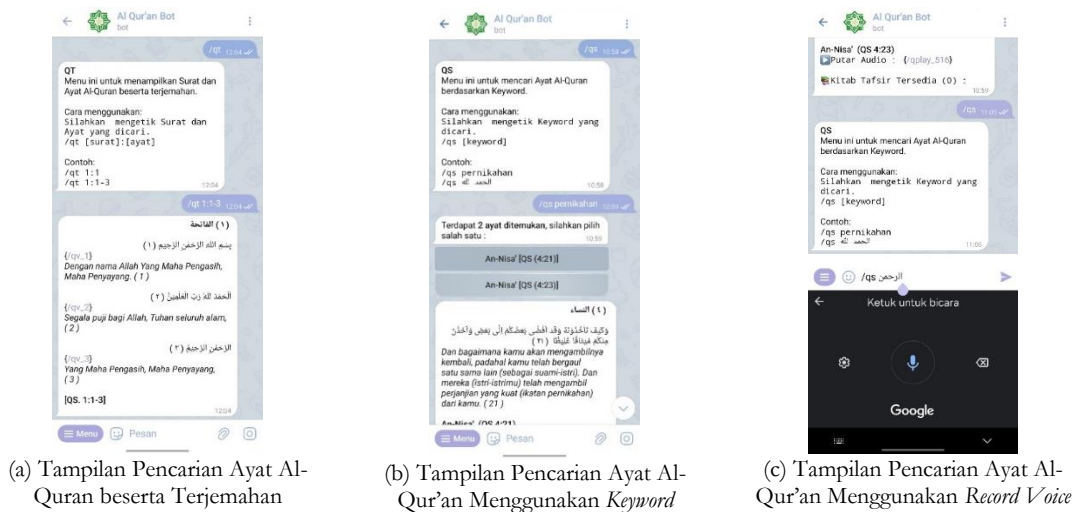 Al Qur'an Bot
bot
/qt 12:04
QT
Menu ini untuk menampilkan Surat dan
Ayat Al-Quran beserta terjemahan.
Cara menggunakan:
Silahkan mengetik Surat dan
Ayat yang dicari.
/qt [surat]:[ayat]
Contoh:
/qt 1:1
/qt 1:1-3
12:04
/qt 1:1-3 12:04
(١) الفاتحة
بِسْمِ اللّٰهِ الرَّحْمٰنِ الرَّحِيْمِ (١)
{/qv_1}
Dengan nama Allah Yang Maha Pengasih,
Maha Penyayang. ( 1 )
الْحَمْدُ لِلّٰهِ رَبِّ الْعٰلَمِيْنَ (٢)
{/qv_2}
Segala puji bagi Allah, Tuhan seluruh alam,
( 2 )
الرَّحْمٰنِ الرَّحِيْمِ (٣)
{/qv_3}
Yang Maha Pengasih, Maha Penyayang,
( 3 )
[QS. 1:1-3]
12:04
Menu
Pesan
(a) Tampilan Pencarian Ayat Al-
Quran beserta Terjemahan
Al Qur'an Bot
bot
/qs 10:58
QS
Menu ini untuk mencari Ayat Al-Quran
berdasarkan Keyword.
Cara menggunakan:
Silahkan mengetik Keyword yang
dicari.
/qs [keyword]
Contoh:
/qs pernikahan
/qs الحمد لله
10:58
/qs pernikahan 10:59
Terdapat 2 ayat ditemukan, silahkan pilih
salah satu :
10:59
An-Nisa' [QS (4:21)]
An-Nisa' [QS (4:23)]
(٤) النساء
وَكَيْفَ تَأْخُذُوْنَهٗ وَقَدْ اَفْضٰى بَعْضُكُمْ اِلٰى بَعْضٍ وَّاَخَذْنَ
مِنْكُمْ مِّيْثَاقًا غَلِيْظًا (٢١)
Dan bagaimana kamu akan mengambilnya
kembali, padahal kamu telah bergaul
satu sama lain (sebagai suami-istri). Dan
mereka (istri-istrimu) telah mengambil
perjanjian yang kuat (ikatan pernikahan)
dari kamu. ( 21 )
An-Nisa' (QS 4:21)
Menu
Pesan
(b) Tampilan Pencarian Ayat Al-
Qur'an Menggunakan Keyword
Al Qur'an Bot
bot
An-Nisa' (QS 4:23)
Putar Audio : {/qplay_516}
Kitab Tafsir Tersedia (0) :
10:59
/qs 11:05
QS
Menu ini untuk mencari Ayat Al-Quran
berdasarkan Keyword.
Cara menggunakan:
Silahkan mengetik Keyword yang
dicari.
/qs [keyword]
Contoh:
/qs pernikahan
/qs الحمد لله
11:05
/qs الرحمن
Ketuk untuk bicara
Google
(c) Tampilan Pencarian Ayat Al-
Qur'an Menggunakan Record Voice